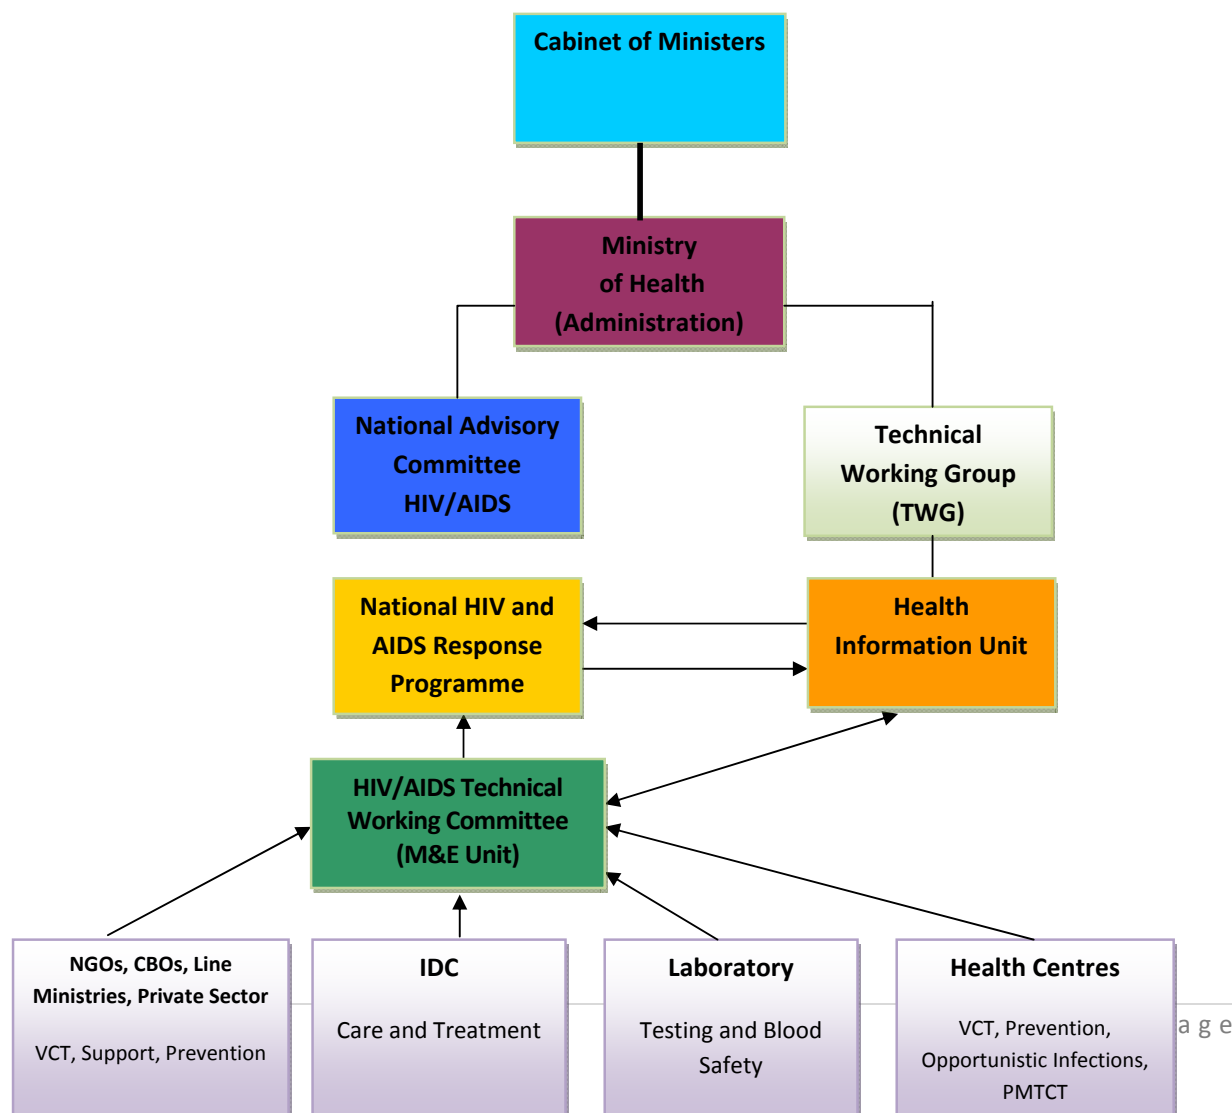 Cabinet of Ministers
Ministry
of Health
(Administration)
National Advisory
Committee
HIV/AIDS
Technical
Working Group
(TWG)
National HIV and
AIDS Response
Programme
Health
Information Unit
HIV/AIDS Technical
Working Committee
(M&E Unit)
NGOs, CBOs, Line
Ministries, Private Sector
VCT, Support, Prevention
IDC
Care and Treatment
Laboratory
Testing and Blood
Safety
Health Centres
VCT, Prevention,
Opportunistic Infections,
PMTCT
a g e